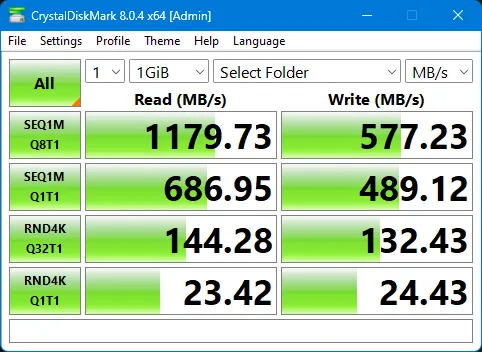 CrystalDiskMark 8.0.4 x64 [Admin]
File Settings Profile Theme Help Language
All 1 1GiB Select Folder MB/s
Read (MB/s) Write (MB/s)
SEQ1M Q8T1 1179.73 577.23
SEQ1M Q1T1 686.95 489.12
RND4K Q32T1 144.28 132.43
RND4K Q1T1 23.42 24.43